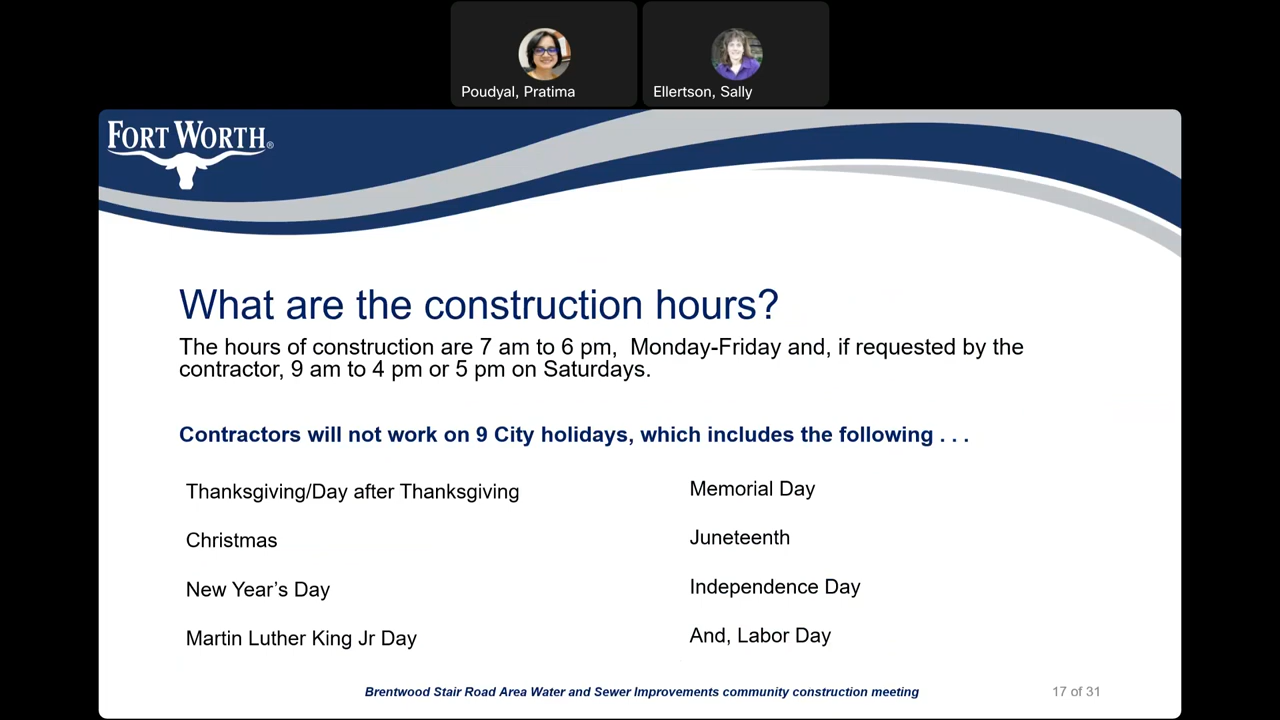 Poudyal, Pratima
Ellertson, Sally
FORT WORTH®
What are the construction hours?
The hours of construction are 7 am to 6 pm, Monday-Friday and, if requested by the
contractor, 9 am to 4 pm or 5 pm on Saturdays.
Contractors will not work on 9 City holidays, which includes the following . . .
Thanksgiving/Day after Thanksgiving
Christmas
New Year’s Day
Martin Luther King Jr Day
Memorial Day
Juneteenth
Independence Day
And, Labor Day
Brentwood Stair Road Area Water and Sewer Improvements community construction meeting
17 of 31